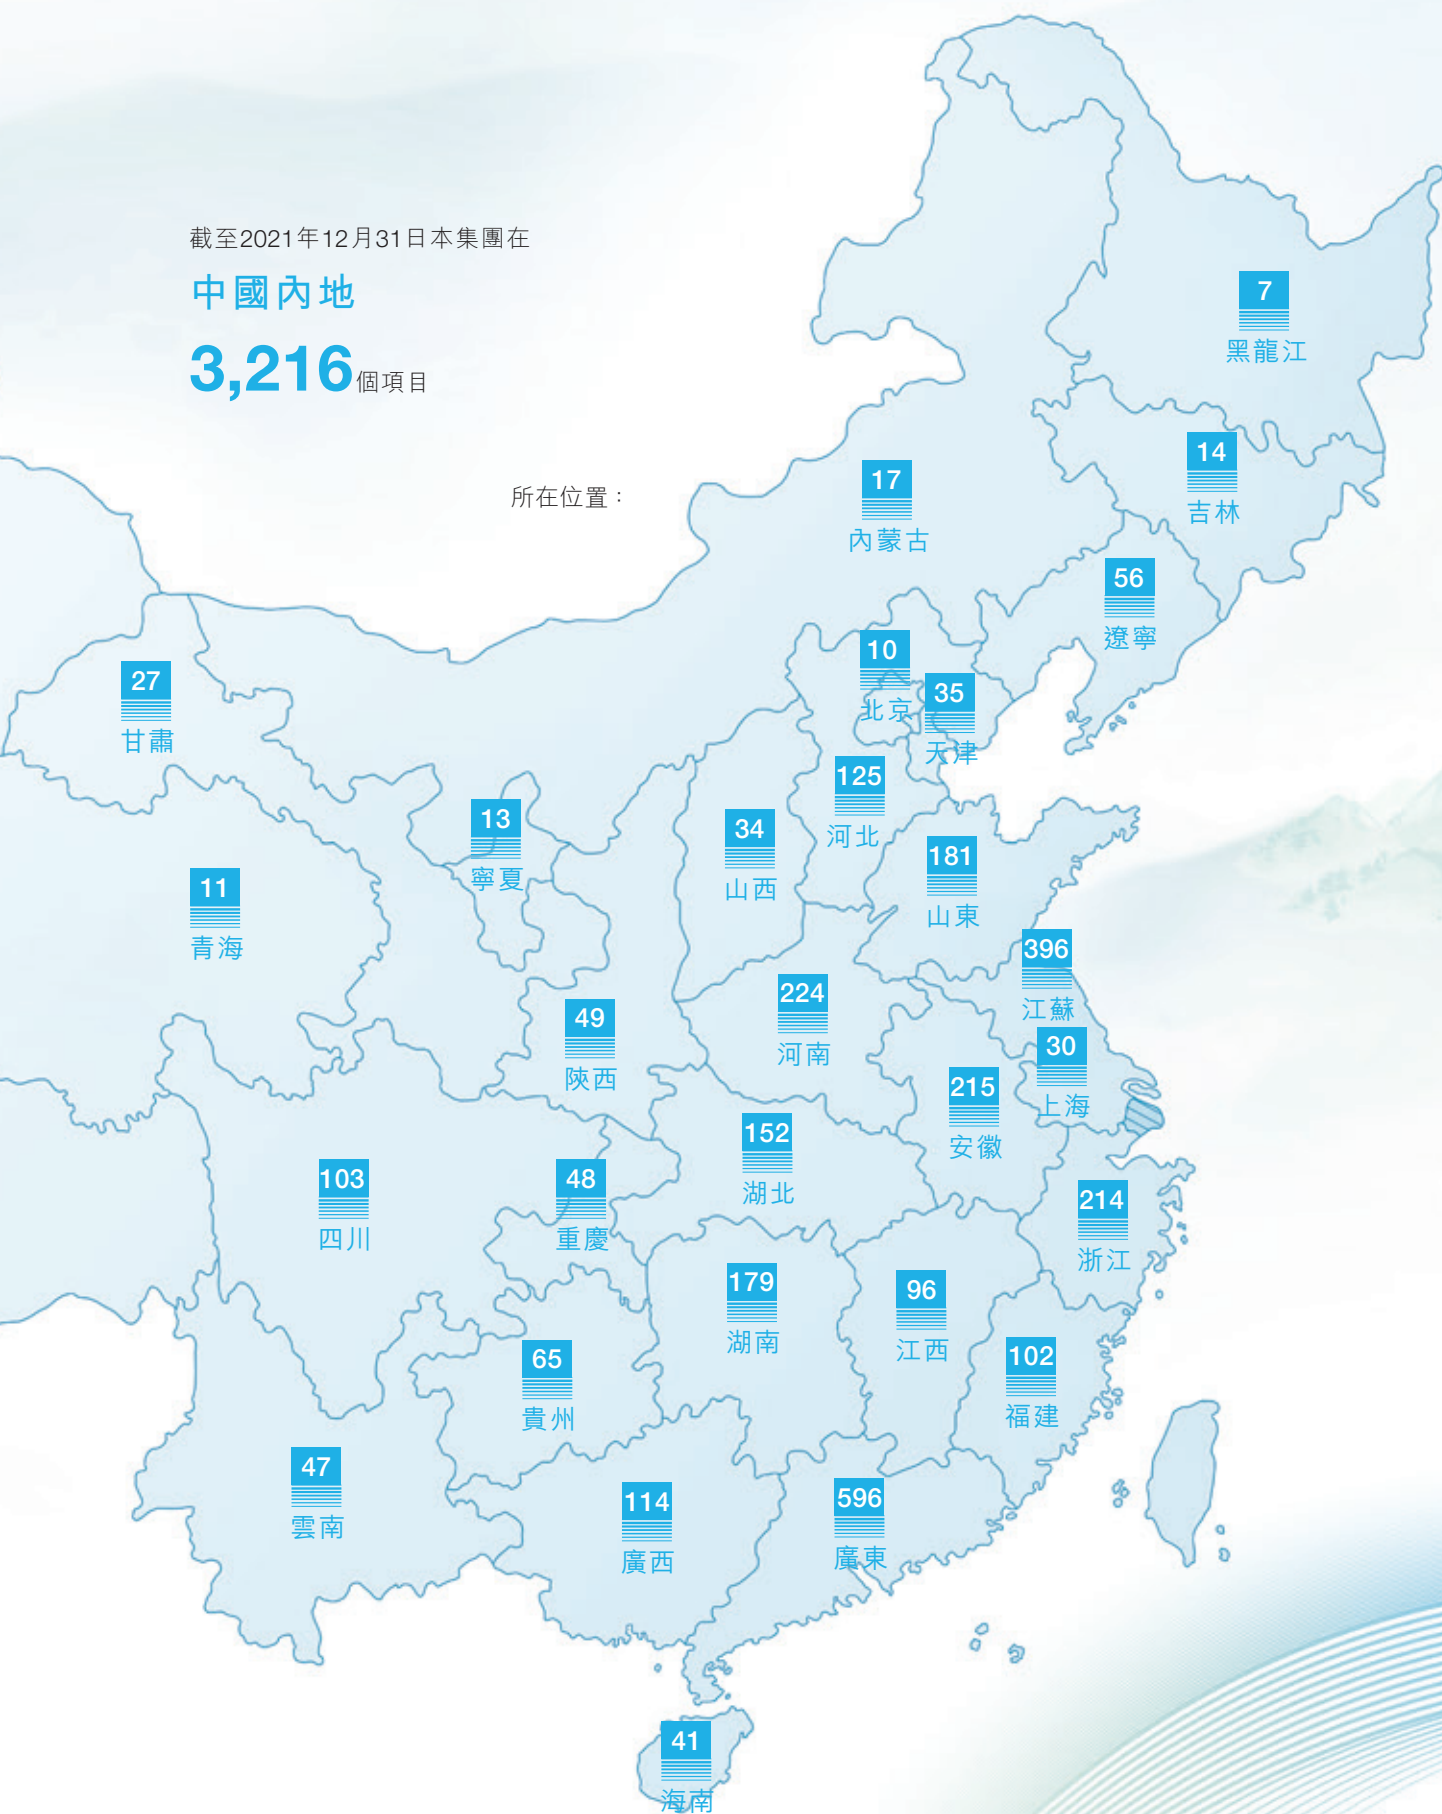 截至2021年12月31日本集團在
中國內地
3,216個項目
所在位置：
7
黑龍江
14
吉林
17
內蒙古
56
遼寧
10
北京
35
天津
27
甘肅
125
河北
13
寧夏
34
山西
181
山東
11
青海
396
江蘇
224
河南
49
陝西
30
上海
215
安徽
152
湖北
103
四川
48
重慶
214
浙江
179
湖南
96
江西
102
福建
65
貴州
47
雲南
114
廣西
596
廣東
41
海南